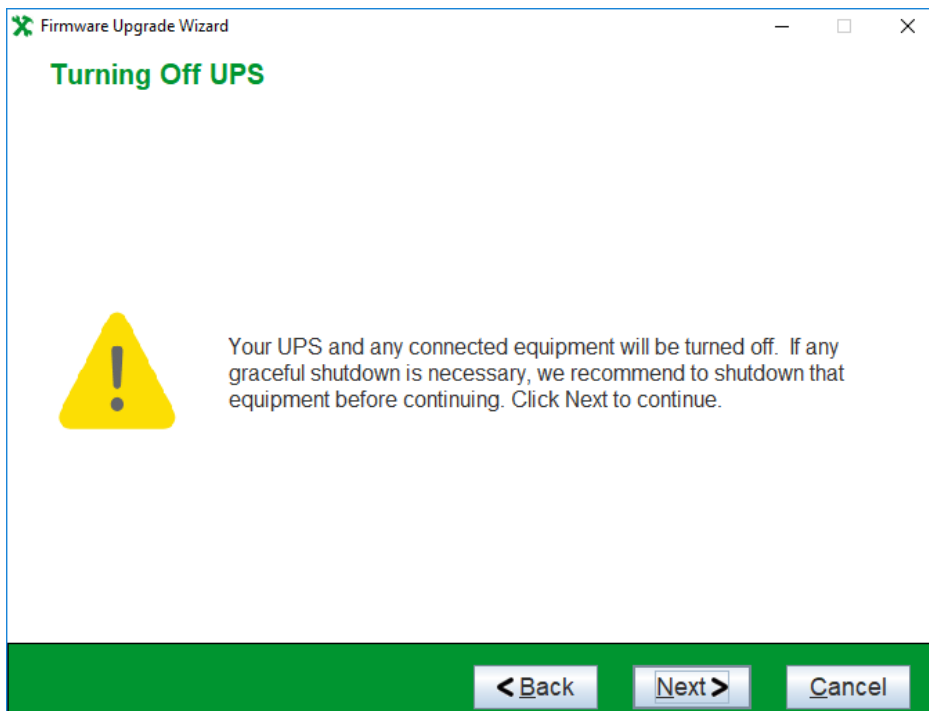 Firmware Upgrade Wizard
Turning Off UPS
Your UPS and any connected equipment will be turned off.  If any
graceful shutdown is necessary, we recommend to shutdown that
equipment before continuing. Click Next to continue.
< Back
Next >
Cancel